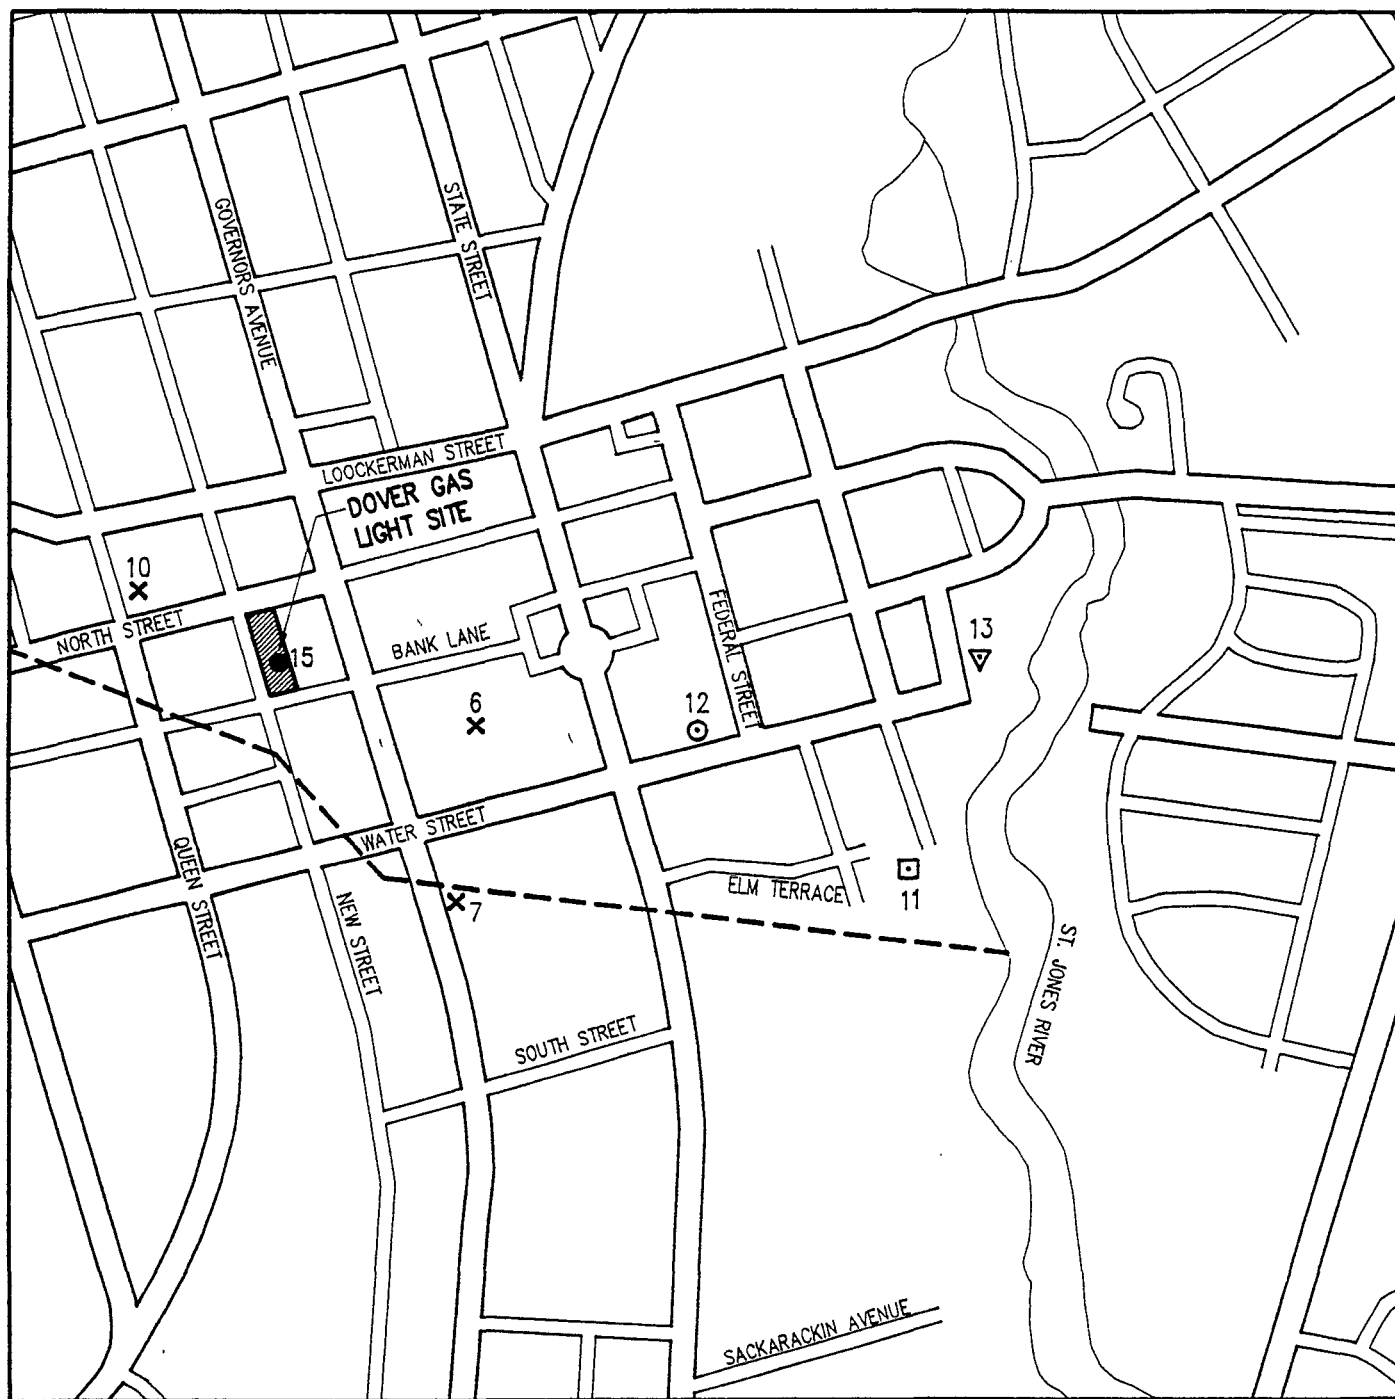 GOVERNORS AVENUE
STATE STREET
LOOCKERMAN STREET
DOVER GAS
LIGHT SITE
10
NORTH STREET
15
BANK LANE
FEDERAL STREET
13
6
12
WATER STREET
QUEEN STREET
NEW STREET
7
ELM TERRACE
11
ST. JONES RIVER
SOUTH STREET
SACKARACKIN AVENUE